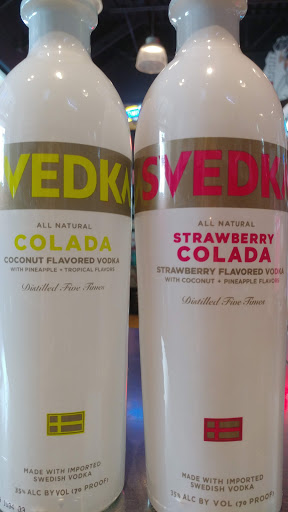 VEDKA
ALL NATURAL
COLADA
COCONUT FLAVORED VODKA
WITH PINEAPPLE + TROPICAL FLAVORS
Distilled Five Times
MADE WITH IMPORTED
SWEDISH VODKA
35% ALC BY VOL (70 PROOF)
SVEDK
ALL NATURAL
STRAWBERRY
COLADA
STRAWBERRY FLAVORED VODKA
WITH COCONUT + PINEAPPLE FLAVORS
Distilled Five Times
MADE WITH IMPORTED
SWEDISH VODKA
35% ALC BY VOL (70 PROOF)